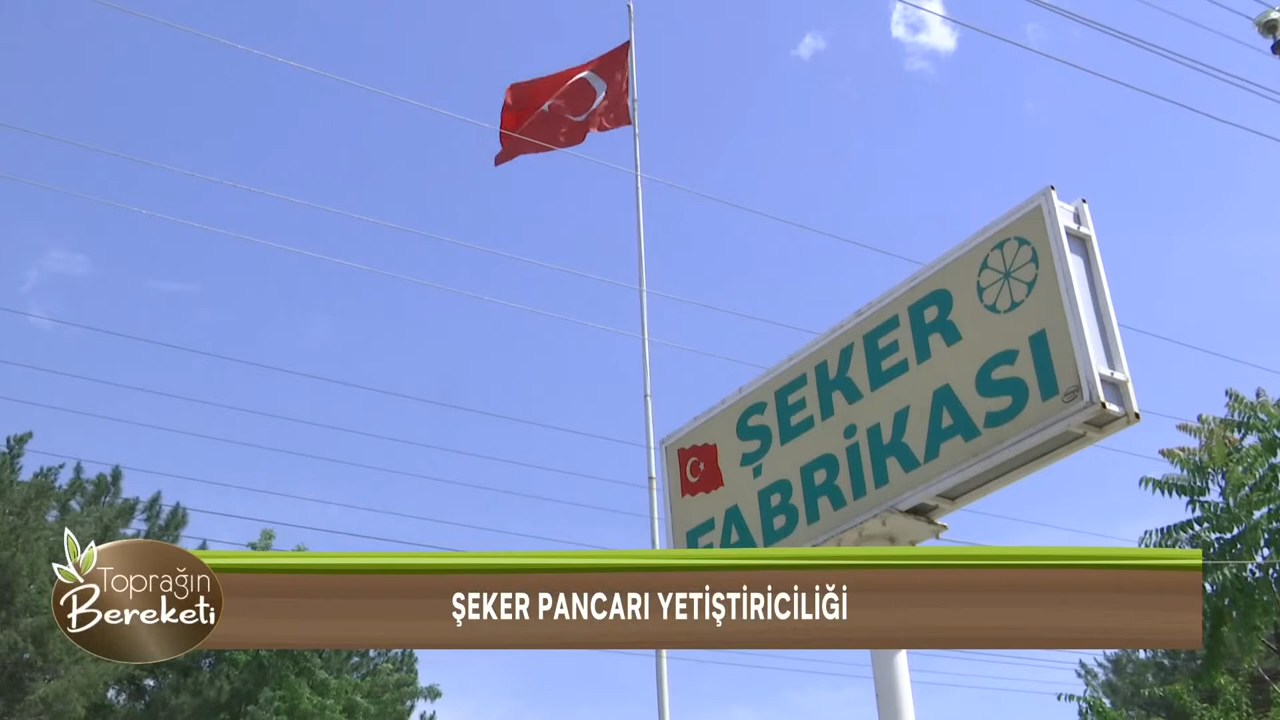 ŞEKER
FABRİKASI
Toprağın
Bereketi
ŞEKER PANCARI YETİŞTİRİCİLİĞİ